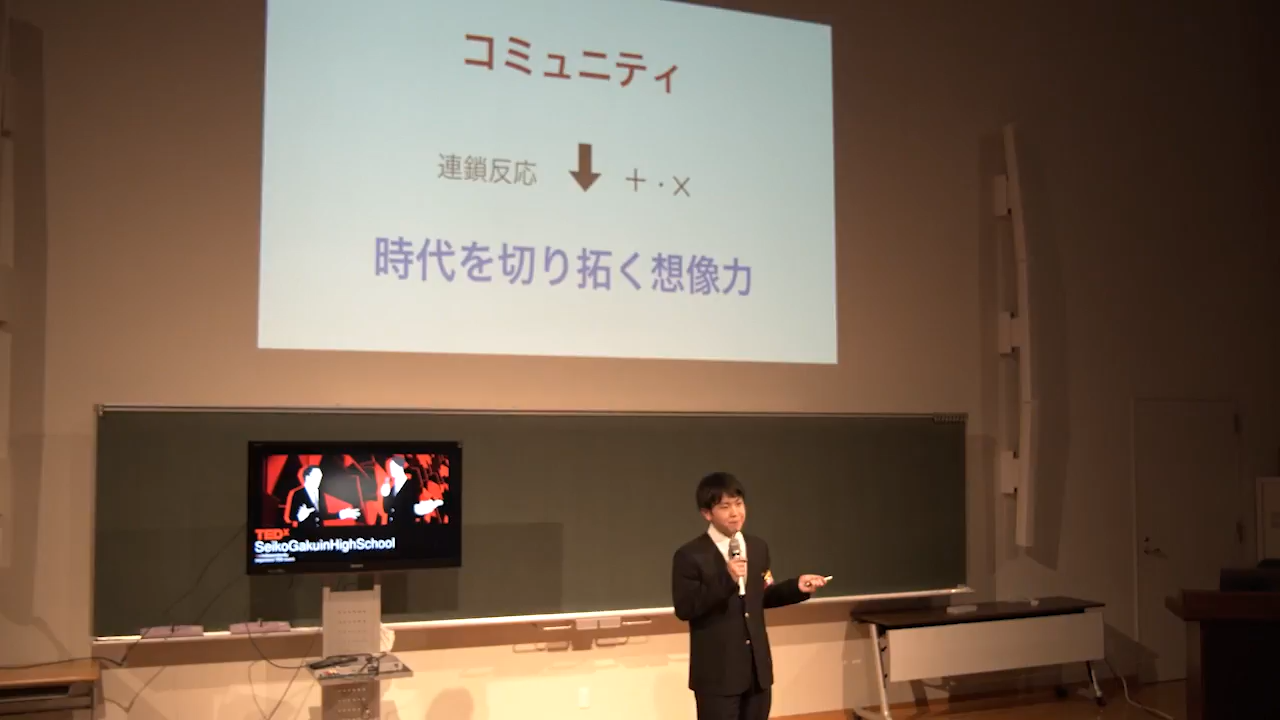 コミュニティ
連鎖反応 + · ×
時代を切り拓く想像力
TEDx
SeikoGakuinHighSchool